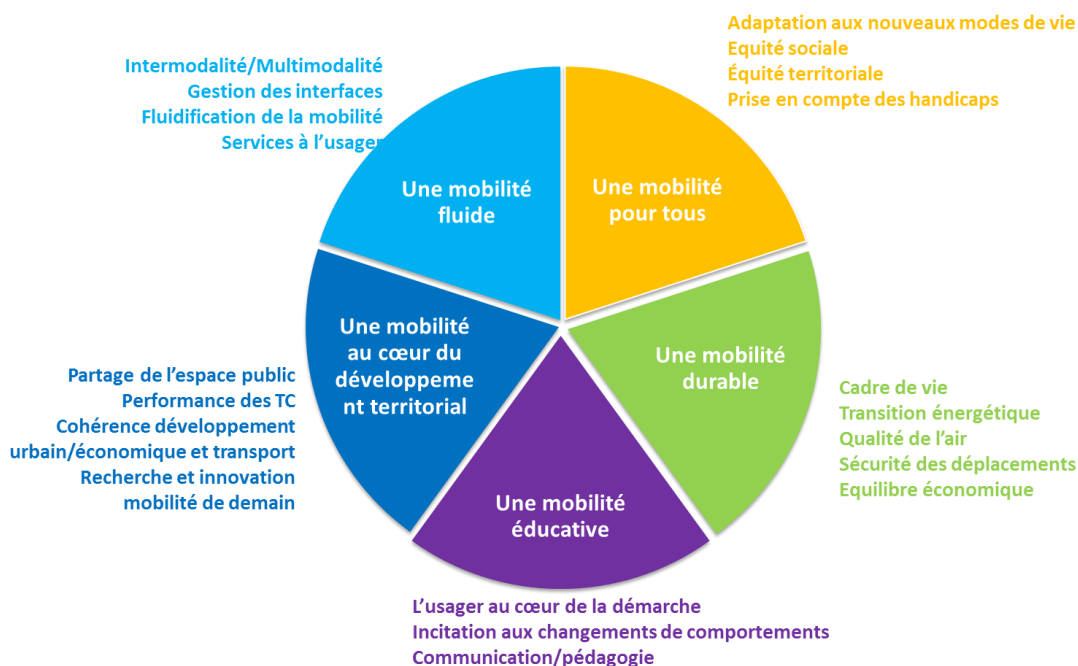 Adaptation aux nouveaux modes de vie
Equité sociale
Équité territoriale
Prise en compte des handicaps
Intermodalité/Multimodalité
Gestion des interfaces
Fluidification de la mobilité
Services à l'usager
Une mobilité
fluide
Une mobilité
pour tous
Une mobilité
au cœur du
développeme
nt territorial
Une mobilité
durable
Partage de l'espace public
Performance des TC
Cohérence développement
urbain/économique et transport
Recherche et innovation
mobilité de demain
Cadre de vie
Transition énergétique
Qualité de l'air
Sécurité des déplacements
Equilibre économique
Une mobilité
éducative
L'usager au cœur de la démarche
Incitation aux changements de comportements
Communication/pédagogie